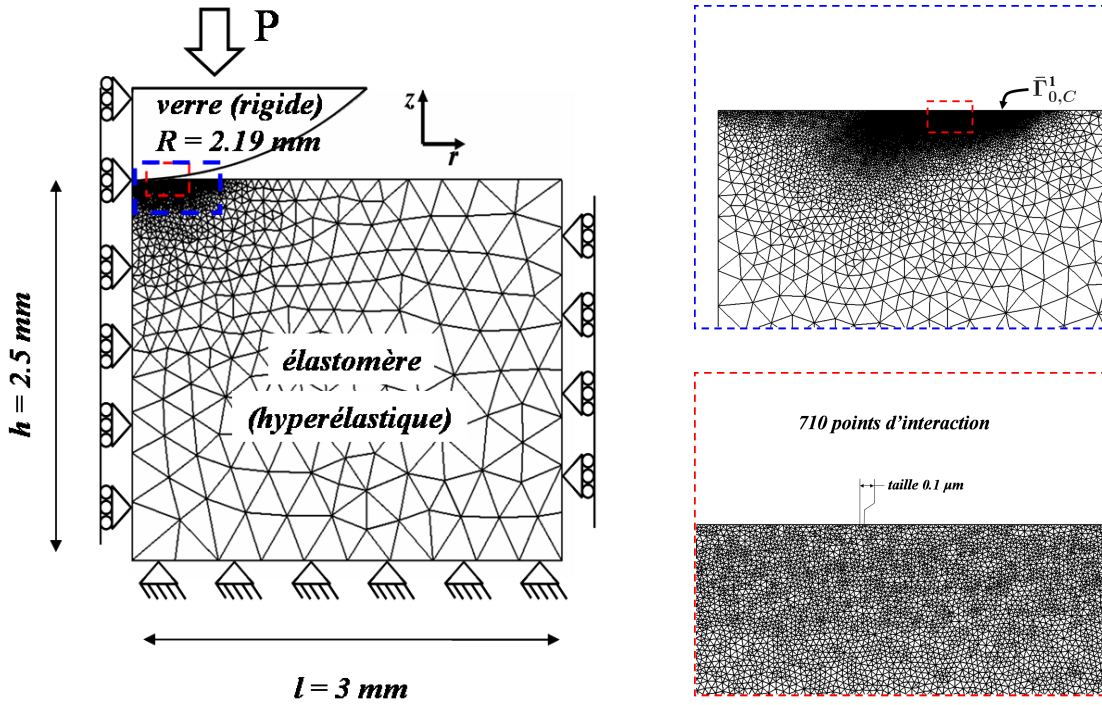 P
verre (rigide)
R = 2.19 mm
z
r
h = 2.5 mm
élastomère
(hyperélastique)
l = 3 mm
Γ̄¹₀,C
710 points d'interaction
taille 0.1 µm